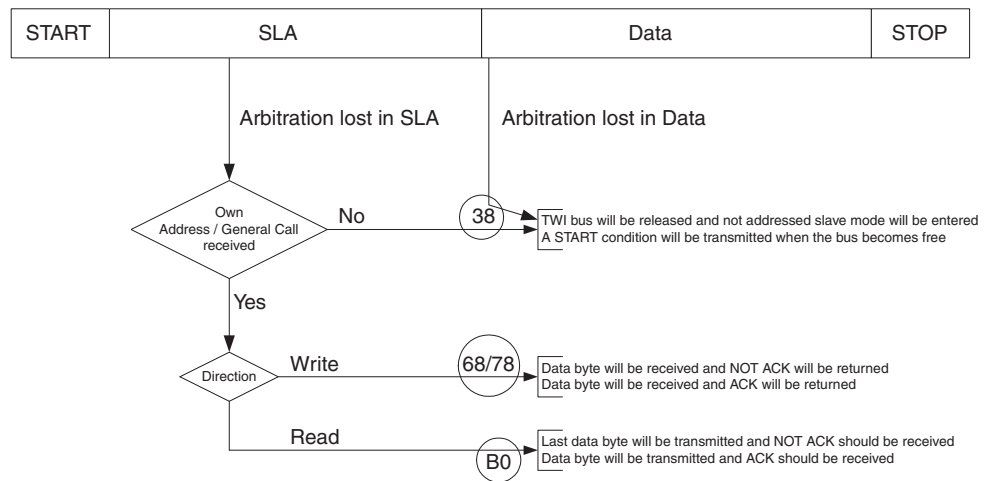 START SLA Data STOP
Arbitration lost in SLA Arbitration lost in Data
Own
Address / General Call
received
No
38
TWI bus will be released and not addressed slave mode will be entered
A START condition will be transmitted when the bus becomes free
Yes
Direction
Write
68/78
Data byte will be received and NOT ACK will be returned
Data byte will be received and ACK will be returned
Read
B0
Last data byte will be transmitted and NOT ACK should be received
Data byte will be transmitted and ACK should be received